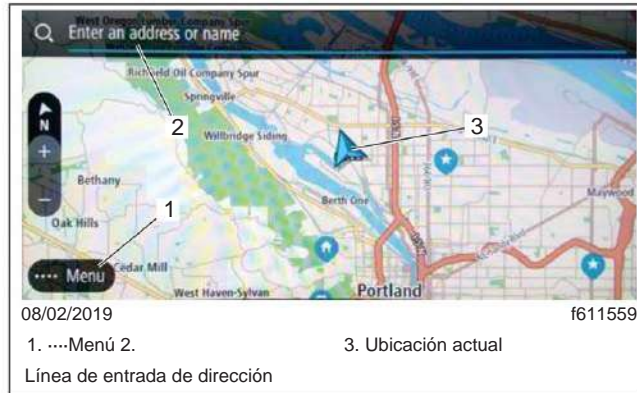 West Oregon Lumber Company Spur
Enter an address or name
Richfield Oil Company Spur
Springville
N
2
3
Willbridge Siding
+
−
Bethany
1
Berth One
Maywood
Oak Hills
···· Menu
Cedar Mill
West Haven-Sylvan
Portland
08/02/2019
f611559
1. ····Menú 2.
3. Ubicación actual
Línea de entrada de dirección